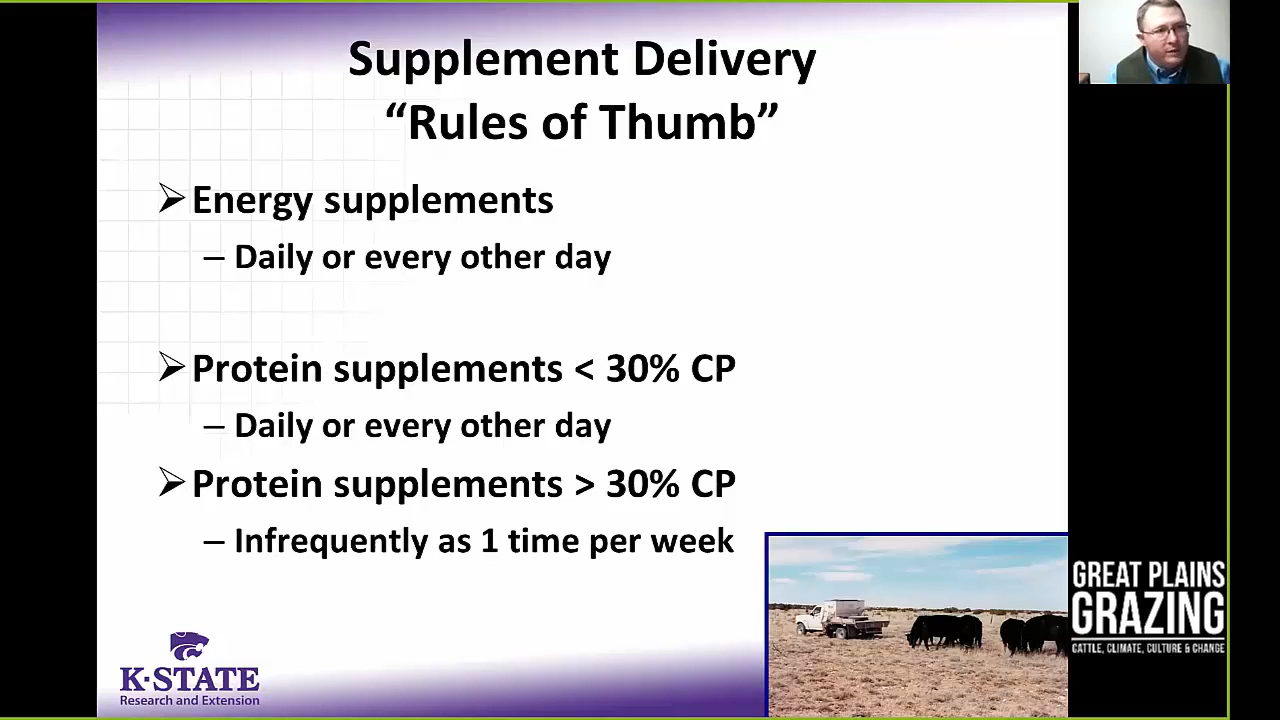 Supplement Delivery
“Rules of Thumb”
➢Energy supplements
– Daily or every other day
➢Protein supplements < 30% CP
– Daily or every other day
➢Protein supplements > 30% CP
– Infrequently as 1 time per week
K•STATE
Research and Extension
GREAT PLAINS
GRAZING
CATTLE, CLIMATE, CULTURE & CHANGE